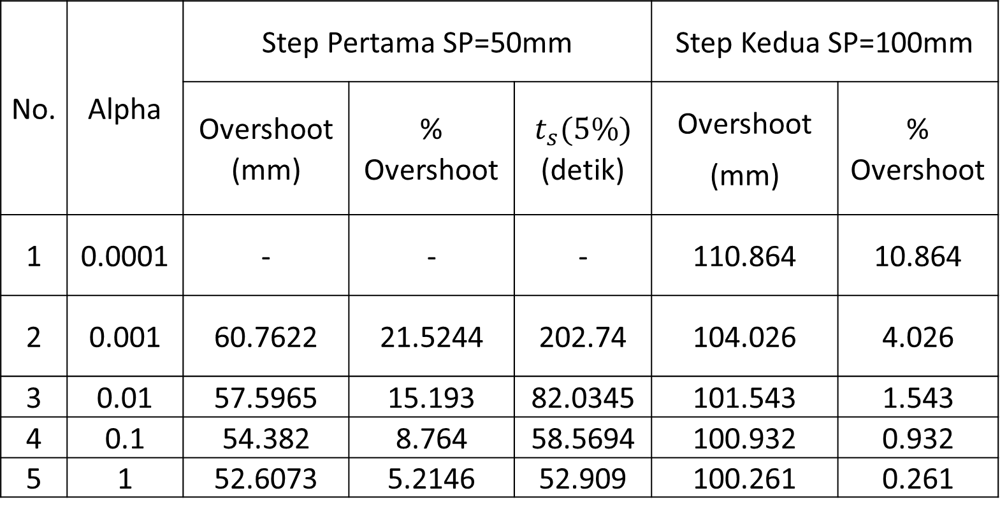 No. Alpha Step Pertama SP=50mm Step Kedua SP=100mm
Overshoot (mm) % Overshoot tₛ(5%) (detik) Overshoot (mm) % Overshoot
1 0.0001 - - - 110.864 10.864
2 0.001 60.7622 21.5244 202.74 104.026 4.026
3 0.01 57.5965 15.193 82.0345 101.543 1.543
4 0.1 54.382 8.764 58.5694 100.932 0.932
5 1 52.6073 5.2146 52.909 100.261 0.261